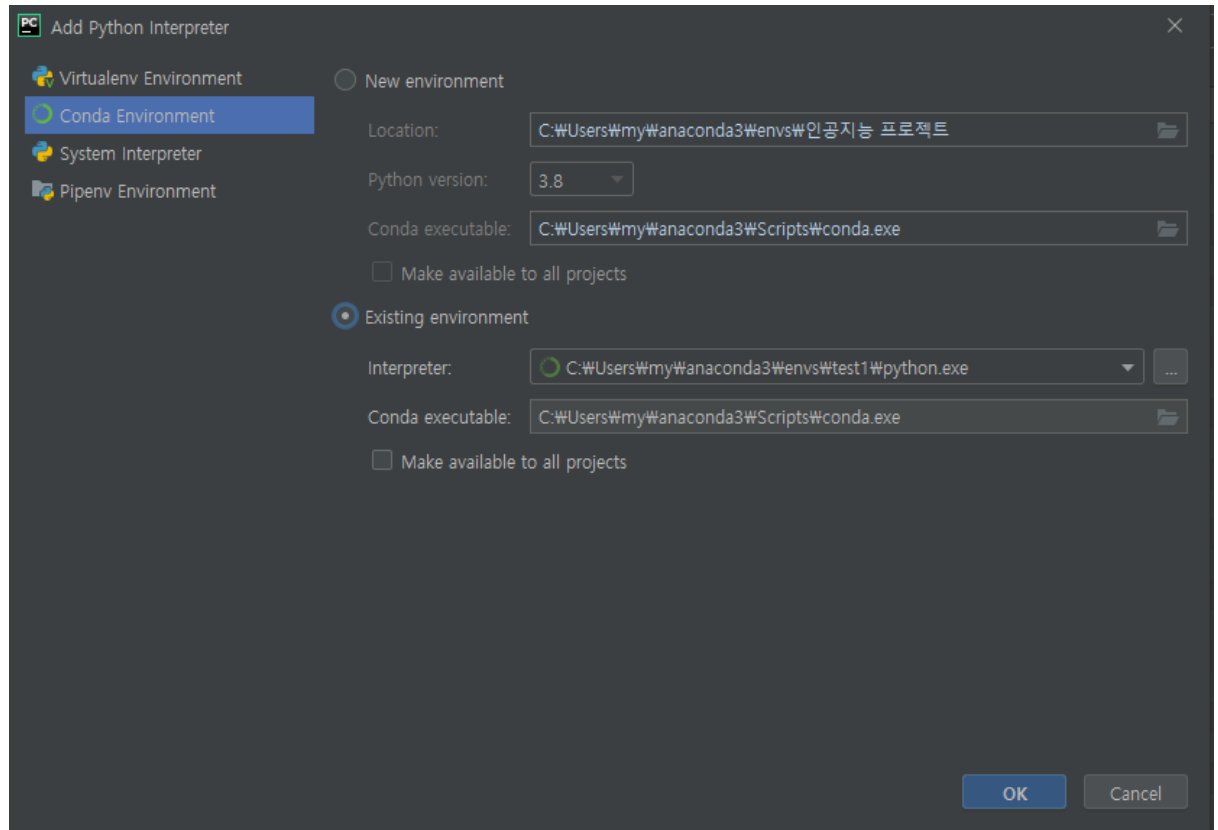 PC Add Python Interpreter
Virtualenv Environment
Conda Environment
System Interpreter
Pipenv Environment
New environment
Location: C:₩Users₩my₩anaconda3₩envs₩인공지능 프로젝트
Python version: 3.8
Conda executable: C:₩Users₩my₩anaconda3₩Scripts₩conda.exe
Make available to all projects
Existing environment
Interpreter: C:₩Users₩my₩anaconda3₩envs₩test1₩python.exe ...
Conda executable: C:₩Users₩my₩anaconda3₩Scripts₩conda.exe
Make available to all projects
OK Cancel